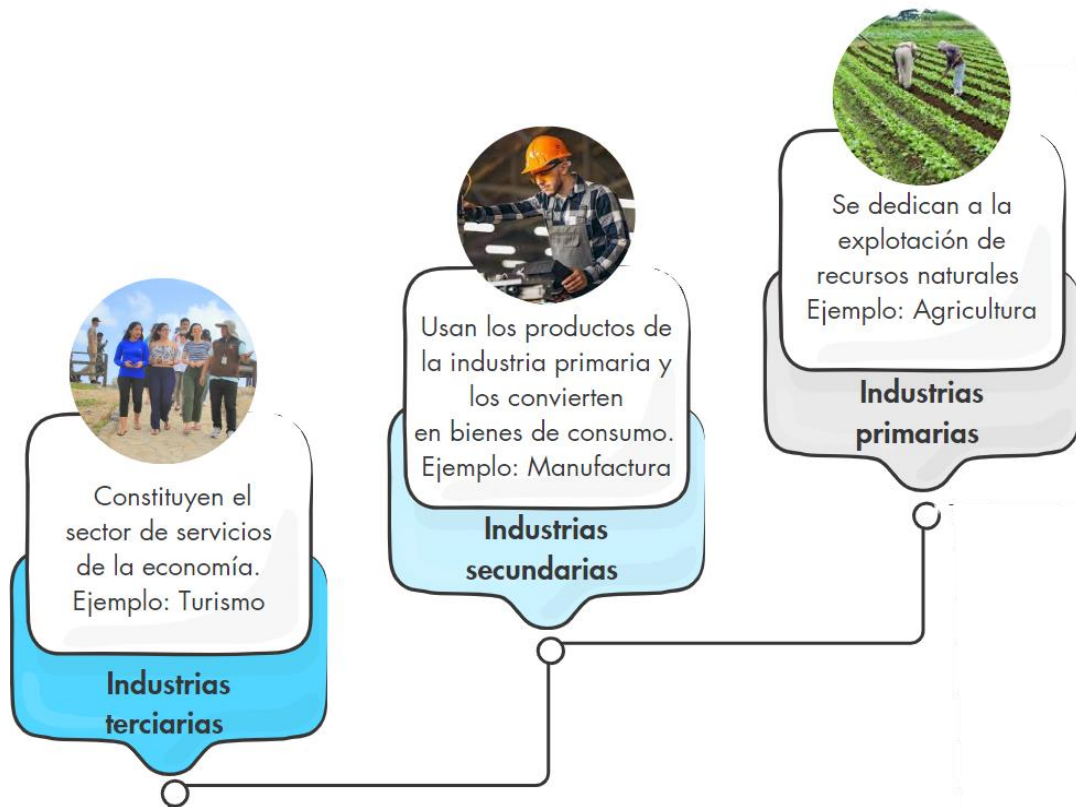 Constituyen el
sector de servicios
de la economía.
Ejemplo: Turismo
Industrias
terciarias
Usan los productos de
la industria primaria y
los convierten
en bienes de consumo.
Ejemplo: Manufactura
Industrias
secundarias
Se dedican a la
explotación de
recursos naturales
Ejemplo: Agricultura
Industrias
primarias